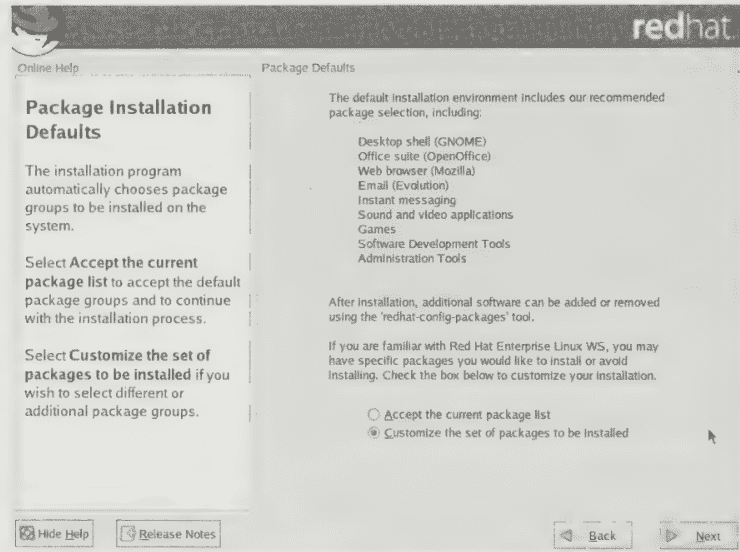 redhat.
Online Help
Package Installation
Defaults
The installation program
automatically chooses package
groups to be installed on the
system.
Select Accept the current
package list to accept the default
package groups and to continue
with the installation process.
Select Customize the set of
packages to be installed if you
wish to select different or
additional package groups.
Package Defaults
The default installation environment includes our recommended
package selection, including:
Desktop shell (GNOME)
Office suite (OpenOffice)
Web browser (Mozilla)
Email (Evolution)
Instant messaging
Sound and video applications
Games
Software Development Tools
Administration Tools
After installation, additional software can be added or removed
using the 'redhat-config-packages' tool.
If you are familiar with Red Hat Enterprise Linux WS, you may
have specific packages you would like to install or avoid
installing. Check the box below to customize your installation.
Accept the current package list
Customize the set of packages to be installed
Hide Help
Release Notes
Back
Next